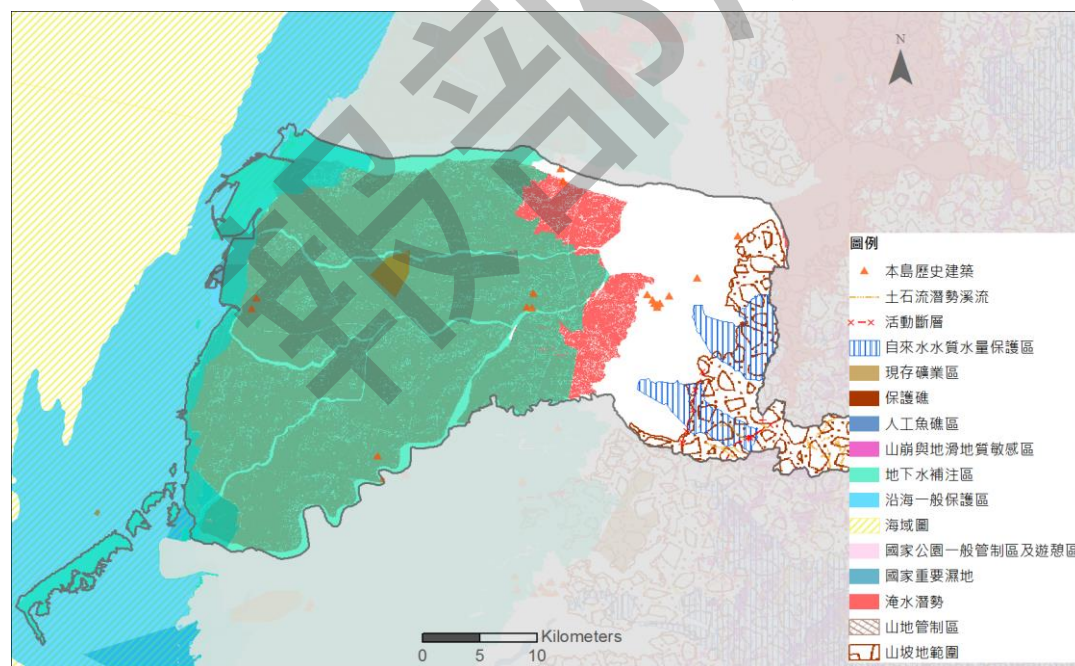 N
圖例
本島歷史建築
土石流潛勢溪流
活動斷層
自來水水質水量保護區
現存礦業區
保護礁
人工魚礁區
山崩與地滑地質敏感區
地下水補注區
沿海一般保護區
海域圖
國家公園一般管制區及遊憩區
國家重要濕地
淹水潛勢
山地管制區
山坡地範圍
Kilometers
0 5 10